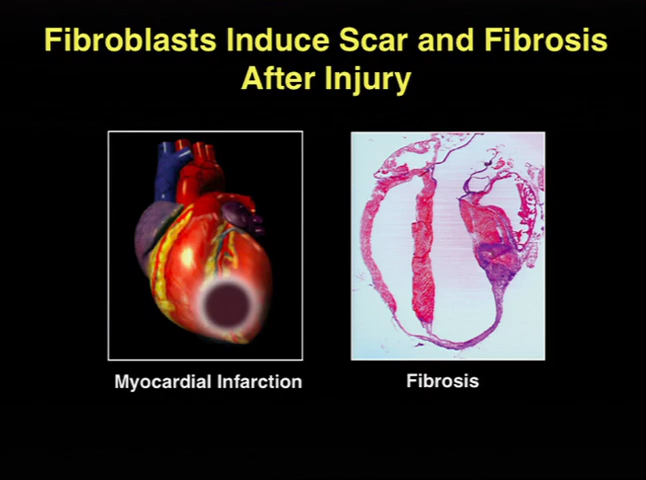 Fibroblasts Induce Scar and Fibrosis
After Injury
Myocardial Infarction
Fibrosis